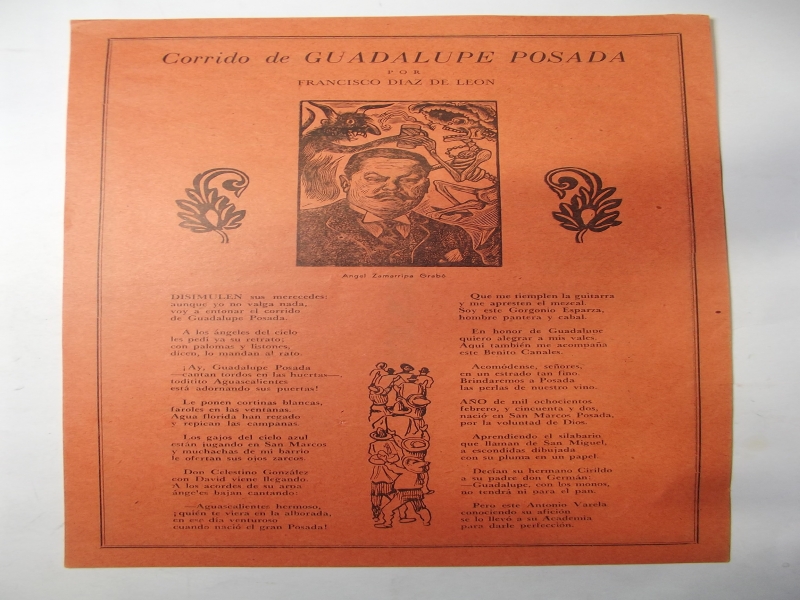 Corrido de GUADALUPE POSADA
POR
FRANCISCO DIAZ DE LEON
Angel Zamarripa Grabó
DISIMULEN sus mercedes:
aunque yo no valga nada,
voy a entonar el corrido
de Guadalupe Posada.
A los ángeles del cielo
les pedí ya su retrato;
con palomas y listones,
dicen, lo mandan al rato.
¡Ay, Guadalupe Posada
—cantan tordos en las huertas—,
toditito Aguascalientes
está adornando sus puertas!
Le ponen cortinas blancas,
faroles en las ventanas.
Agua florida han regado
y repican las campanas
Los gajos del cielo azul
están jugando en San Marcos
y muchachas de mi barrio
le ofertan sus ojos zarcos.
Don Celestino González
con David viene llegando.
A los acordes de su arpa
ángeles bajan cantando:
—Aguascalientes hermoso,
¡quién te viera en la alborada,
en ese día venturoso
cuando nació el gran Posada!
Que me tiemplen la guitarra
y me apresten el mezcal.
Soy este Gorgonio Esparza,
hombre pantera y cabal.
En honor de Guadalupe
quiero alegrar a mis vales.
Aquí también me acompaña
este Benito Canales.
Acomódense, señores,
en un estrado tan fino.
Brindaremos a Posada
las perlas de nuestro vino.
AÑO de mil ochocientos
febrero, y cincuenta y dos,
nació en San Marcos Posada,
por la voluntad de Dios.
Aprendiendo el silabario
que llaman de San Miguel,
a escondidas dibujada
con su pluma en un papel.
Decían su hermano Cirildo
a su padre don Germán:
—Guadalupe, con los monos,
no tendrá ni para el pan.
Pero este Antonio Varela
conociendo su afición
se lo llevó a su Academia
para darle perfección.